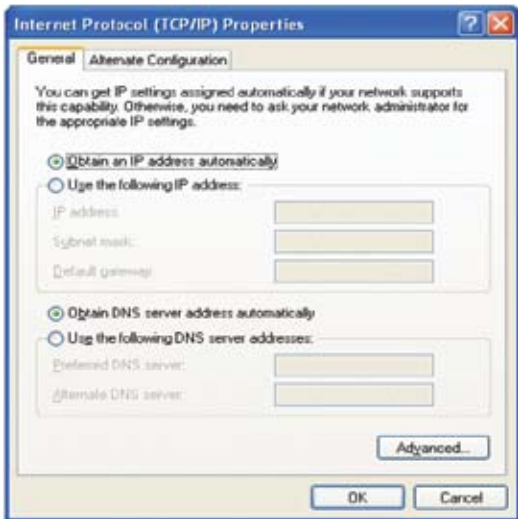 Internet Protocol (TCP/IP) Properties
General
Alternate Configuration
You can get IP settings assigned automatically if your network supports
this capability. Otherwise, you need to ask your network administrator for
the appropriate IP settings.
Obtain an IP address automatically
Use the following IP address:
IP address:
Subnet mask:
Default gateway:
Obtain DNS server address automatically
Use the following DNS server addresses:
Preferred DNS server:
Alternate DNS server:
Advanced...
OK
Cancel